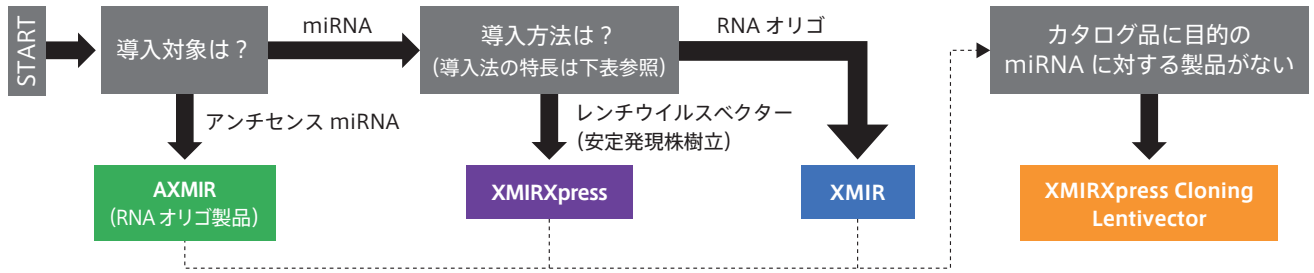 START
導入対象は？
miRNA
導入方法は？
(導入法の特長は下表参照)
RNA オリゴ
カタログ品に目的の
miRNA に対する製品がない
アンチセンス miRNA
レンチウイルスベクター
(安定発現株樹立)
AXMIR
(RNA オリゴ製品)
XMIRXpress
XMIR
XMIRXpress Cloning
Lentivector